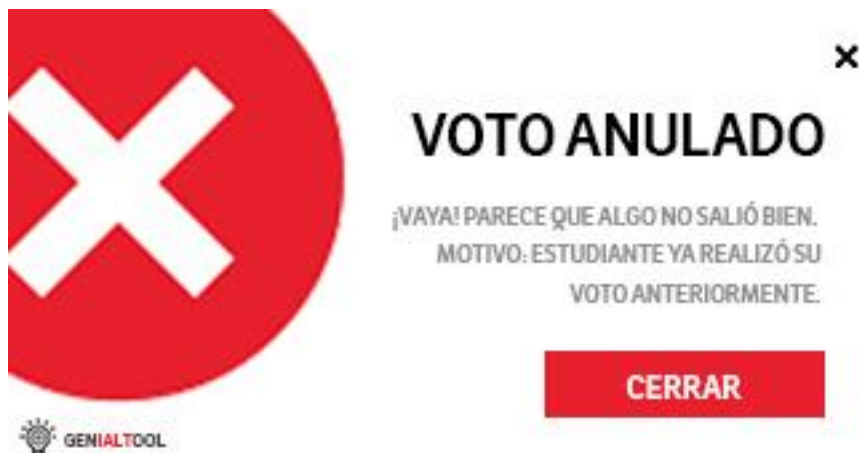 VOTO ANULADO
¡VAYA! PARECE QUE ALGO NO SALIÓ BIEN.
MOTIVO: ESTUDIANTE YA REALIZÓ SU
VOTO ANTERIORMENTE.
CERRAR
GENIALTOOL